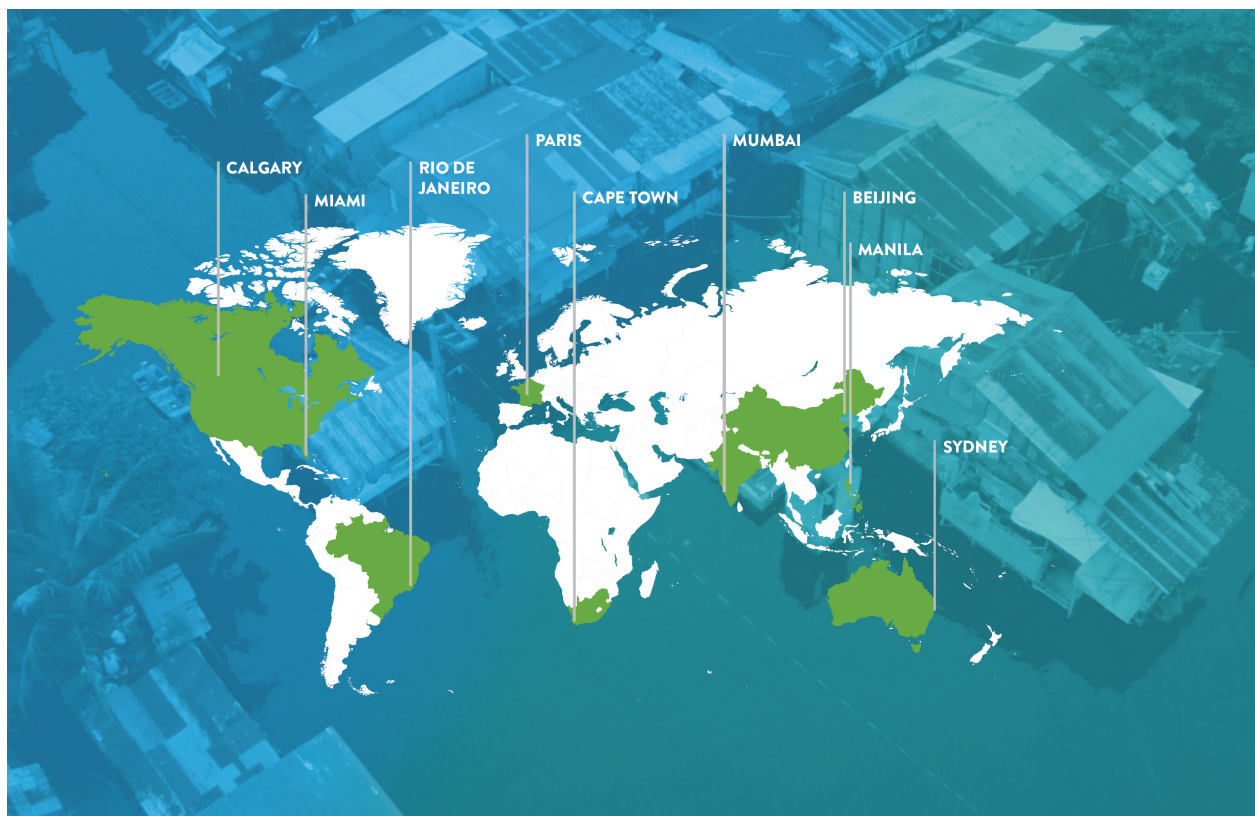 PARIS
MUMBAI
CALGARY
RIO DE
JANEIRO
MIAMI
CAPE TOWN
BEIJING
MANILA
SYDNEY